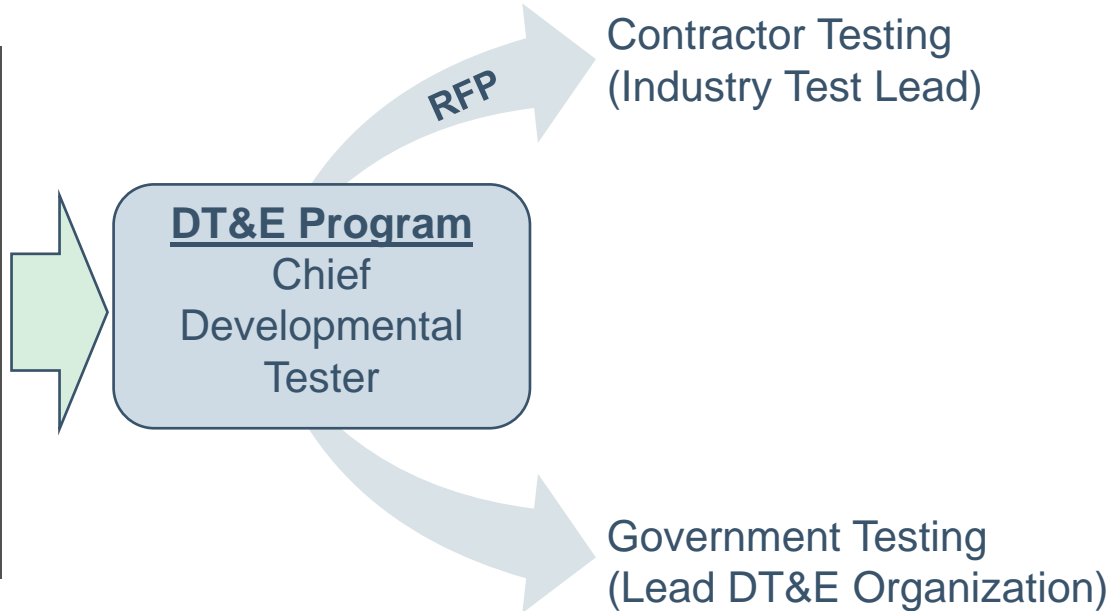 Contractor Testing
(Industry Test Lead)
RFP
DT&E Program
Chief
Developmental
Tester
Government Testing
(Lead DT&E Organization)